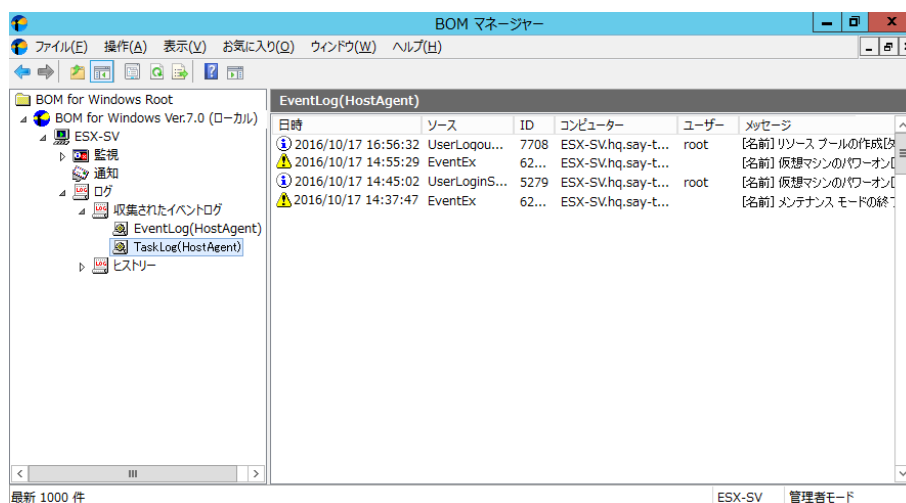 BOM マネージャー
ファイル(F) 操作(A) 表示(V) お気に入り(O) ウィンドウ(W) ヘルプ(H)
BOM for Windows Root
BOM for Windows Ver.7.0 (ローカル)
ESX-SV
監視
通知
ログ
収集されたイベントログ
EventLog(HostAgent)
TaskLog(HostAgent)
ヒストリー
EventLog(HostAgent)
日時 ソース ID コンピューター ユーザー メッセージ
2016/10/17 16:56:32 UserLogou... 7708 ESX-SV.hq.say-t... root [名前] リソース プールの作成
2016/10/17 14:55:29 EventEx 62... ESX-SV.hq.say-t... [名前] 仮想マシンのパワーオン[
2016/10/17 14:45:02 UserLoginS... 5279 ESX-SV.hq.say-t... root [名前] 仮想マシンのパワーオン[
2016/10/17 14:37:47 EventEx 62... ESX-SV.hq.say-t... [名前] メンテナンス モードの終
最新 1000 件
ESX-SV 管理者モード